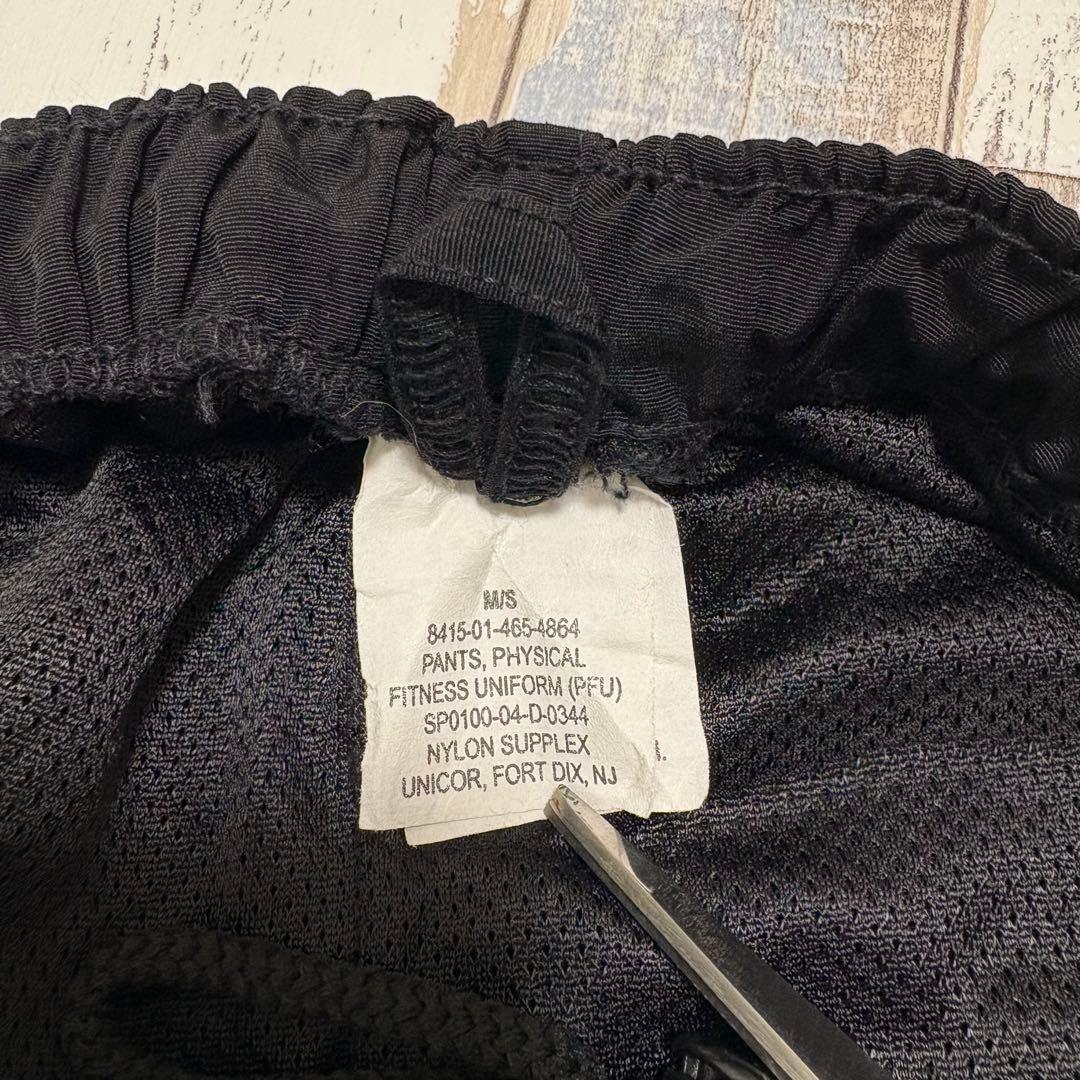 M/S
8415-01-465-4864
PANTS, PHYSICAL
FITNESS UNIFORM (PFU)
SP0100-04-D-0344
NYLON SUPPLEX
UNICOR, FORT DIX, NJ